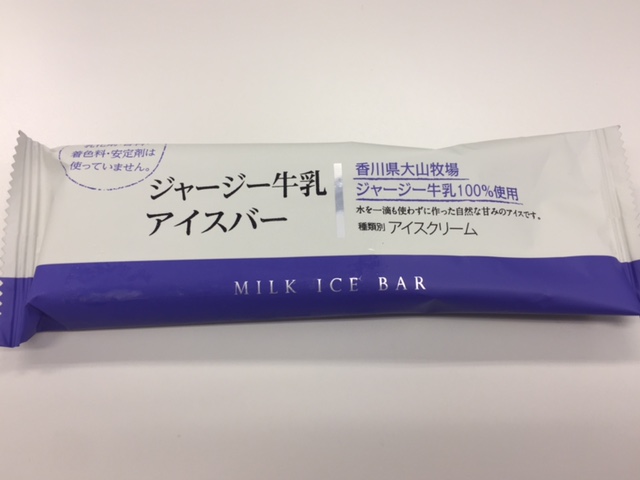 着色料・安定剤は
使っていません。
ジャージー牛乳
アイスバー
香川県大山牧場
ジャージー牛乳100%使用
水を一滴も使わずに作った自然な甘みのアイスです。
種類別 アイスクリーム
MILK ICE BAR